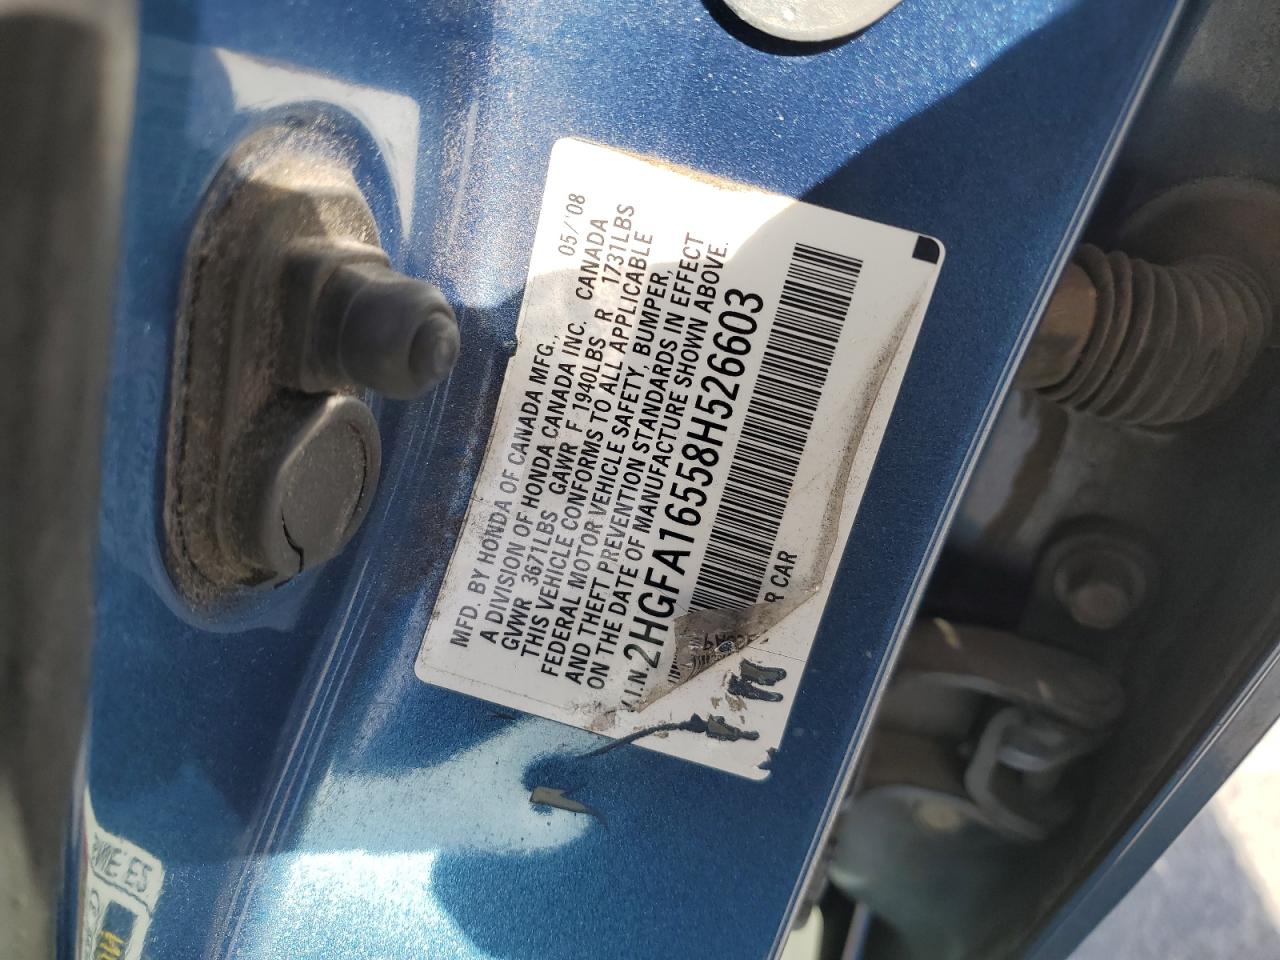 05/'08
MFD. BY HONDA OF CANADA MFG.,
A DIVISION OF HONDA CANADA INC. CANADA
GVWR 3671LBS GAWR F 1940LBS R 1731LBS
THIS VEHICLE CONFORMS TO ALL APPLICABLE
FEDERAL MOTOR VEHICLE SAFETY, BUMPER,
AND THEFT PREVENTION STANDARDS IN EFFECT
ON THE DATE OF MANUFACTURE SHOWN ABOVE.
V.I.N. 2HGFA16558H526603
R CAR